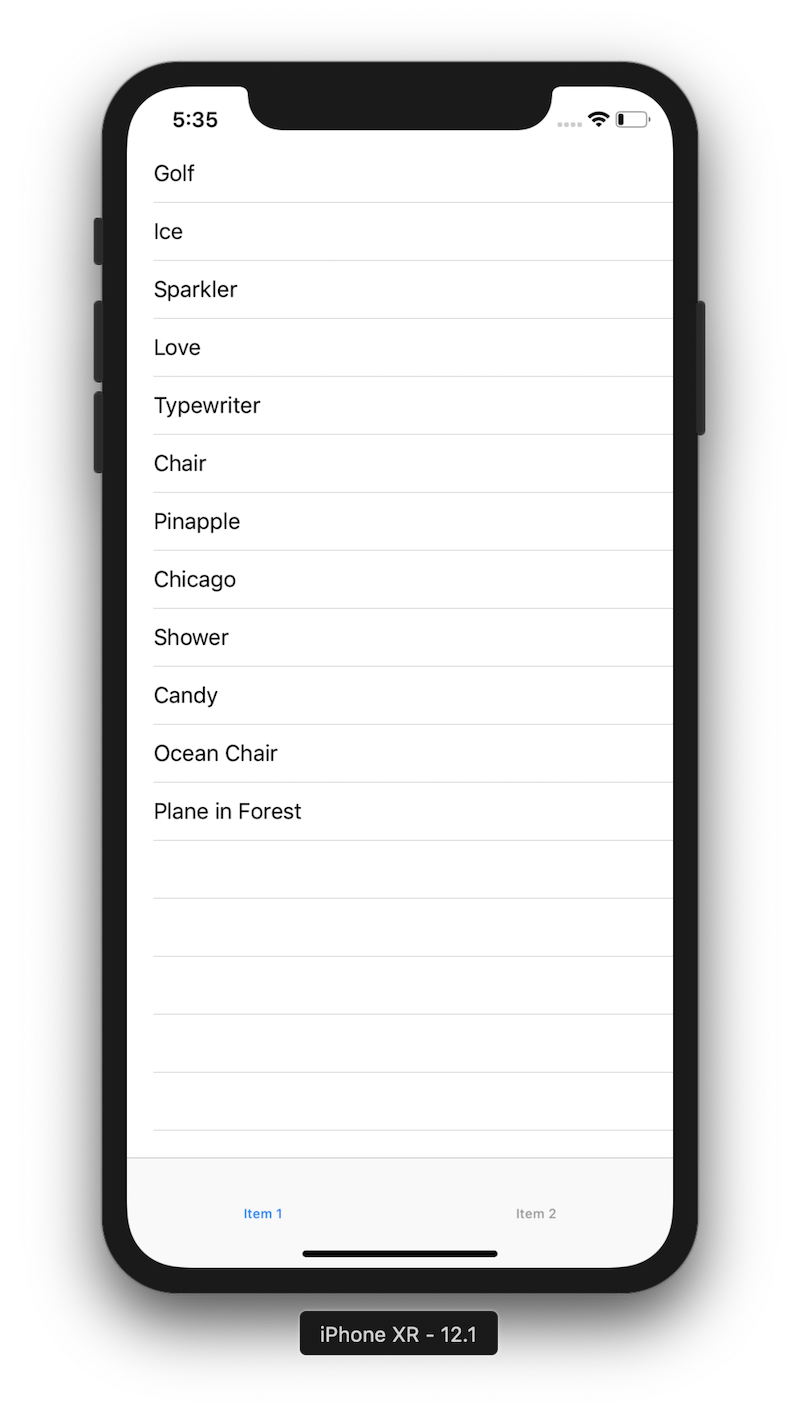 5:35
Golf
Ice
Sparkler
Love
Typewriter
Chair
Pinapple
Chicago
Shower
Candy
Ocean Chair
Plane in Forest
Item 1 Item 2
iPhone XR - 12.1